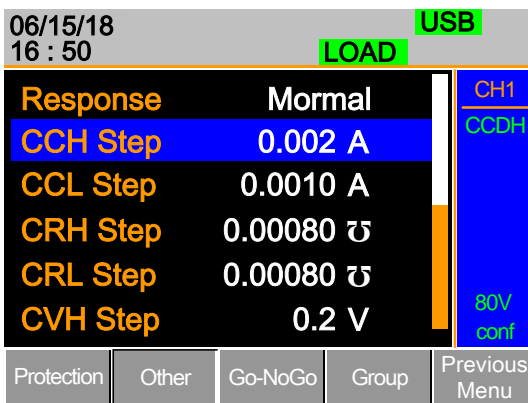 06/15/18
16 : 50
LOAD
USB
Response Mormal
CCH Step 0.002 A
CCL Step 0.0010 A
CRH Step 0.00080 ℧
CRL Step 0.00080 ℧
CVH Step 0.2 V
CH1
CCDH
80V
conf
Protection Other Go-NoGo Group Previous
Menu